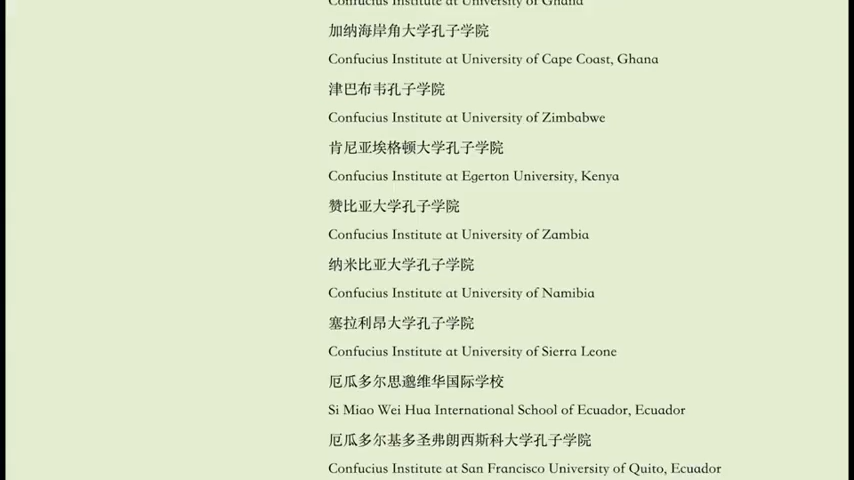 Confucius Institute at University of Ghana
加纳海岸角大学孔子学院
Confucius Institute at University of Cape Coast, Ghana
津巴布韦孔子学院
Confucius Institute at University of Zimbabwe
肯尼亚埃格顿大学孔子学院
Confucius Institute at Egerton University, Kenya
赞比亚大学孔子学院
Confucius Institute at University of Zambia
纳米比亚大学孔子学院
Confucius Institute at University of Namibia
塞拉利昂大学孔子学院
Confucius Institute at University of Sierra Leone
厄瓜多尔思邈维华国际学校
Si Miao Wei Hua International School of Ecuador, Ecuador
厄瓜多尔基多圣弗朗西斯科大学孔子学院
Confucius Institute at San Francisco University of Quito, Ecuador